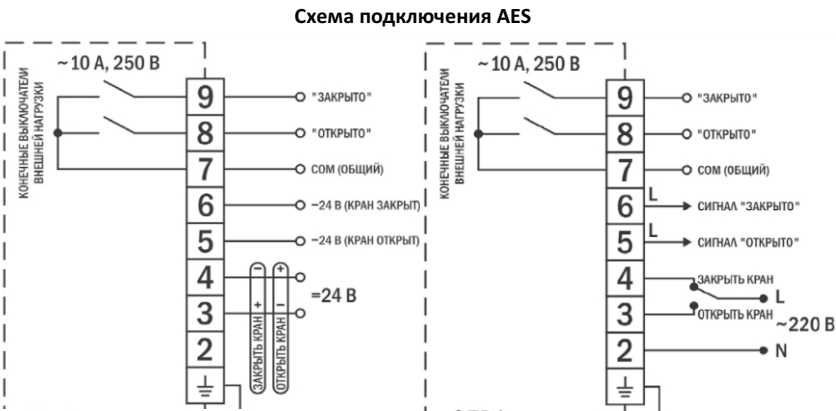 Схема подключения AES
~10 А, 250 В
КОНЕЧНЫЕ ВЫКЛЮЧАТЕЛИ
ВНЕШНЕЙ НАГРУЗКИ
9 "ЗАКРЫТО"
8 "ОТКРЫТО"
7 COM (ОБЩИЙ)
6 −24 В (КРАН ЗАКРЫТ)
5 −24 В (КРАН ОТКРЫТ)
4
3
2
ЗАКРЫТЬ КРАН + −
ОТКРЫТЬ КРАН − +
=24 В
~10 А, 250 В
КОНЕЧНЫЕ ВЫКЛЮЧАТЕЛИ
ВНЕШНЕЙ НАГРУЗКИ
9 "ЗАКРЫТО"
8 "ОТКРЫТО"
7 COM (ОБЩИЙ)
6 L СИГНАЛ "ЗАКРЫТО"
5 L СИГНАЛ "ОТКРЫТО"
4 ЗАКРЫТЬ КРАН
L
3 ОТКРЫТЬ КРАН
~220 В
2 N